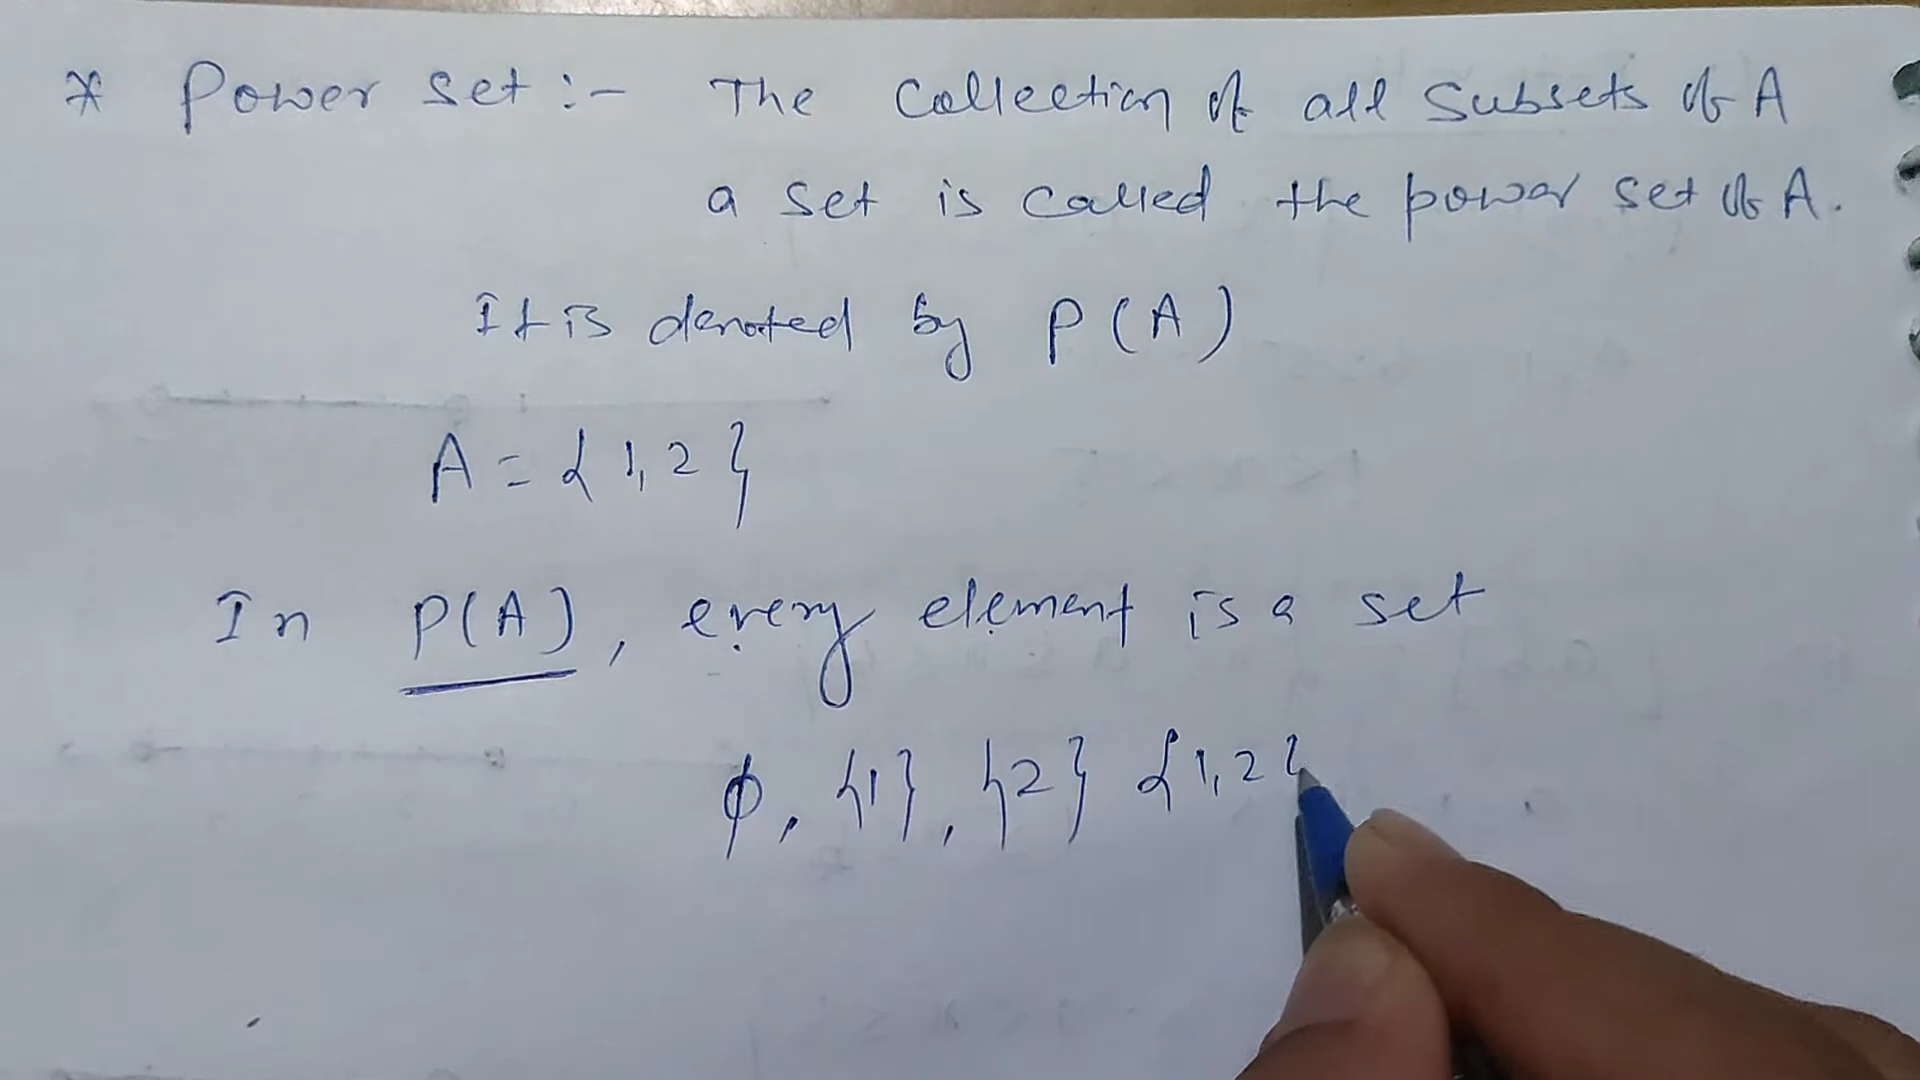 * Power set :- The Collection of all Subsets of A
a set is called the power set of A.
It is denoted by P(A)
A = {1,2}
In P(A), every element is a set
ϕ, {1}, {2} {1,2}